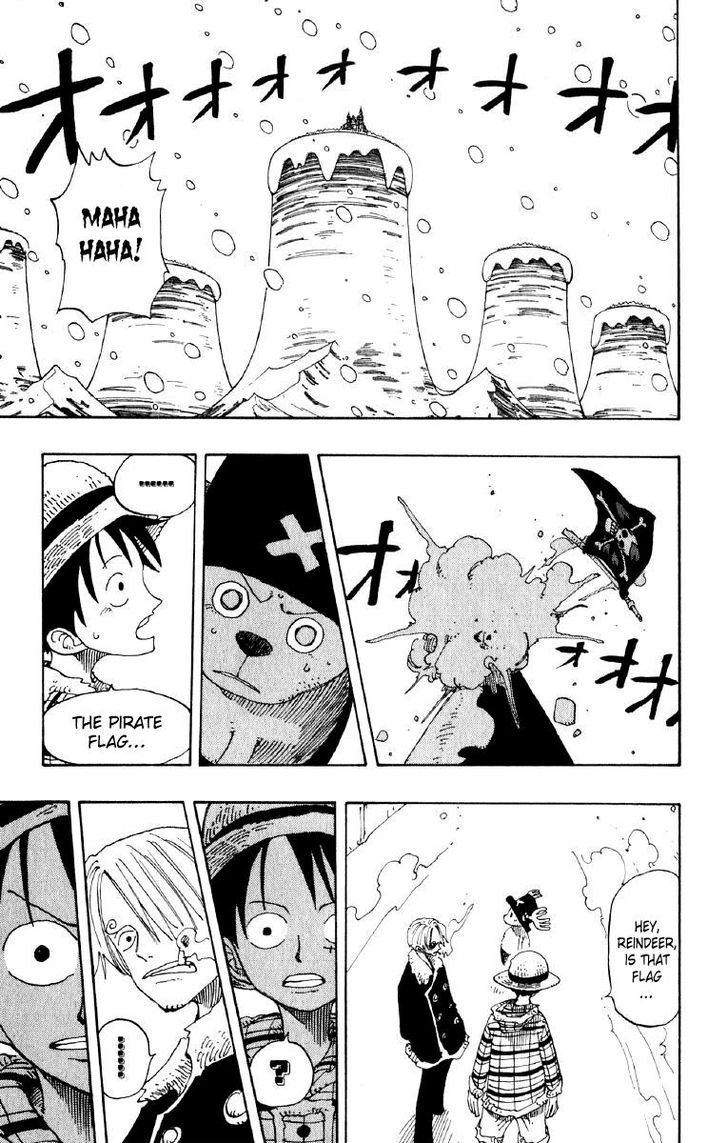 オオオオオオオオオ
MAHA
HAHA!
オオ
オオオオ
......
THE PIRATE
FLAG...
HEY,
REINDEER,
IS THAT
FLAG
...
?
......